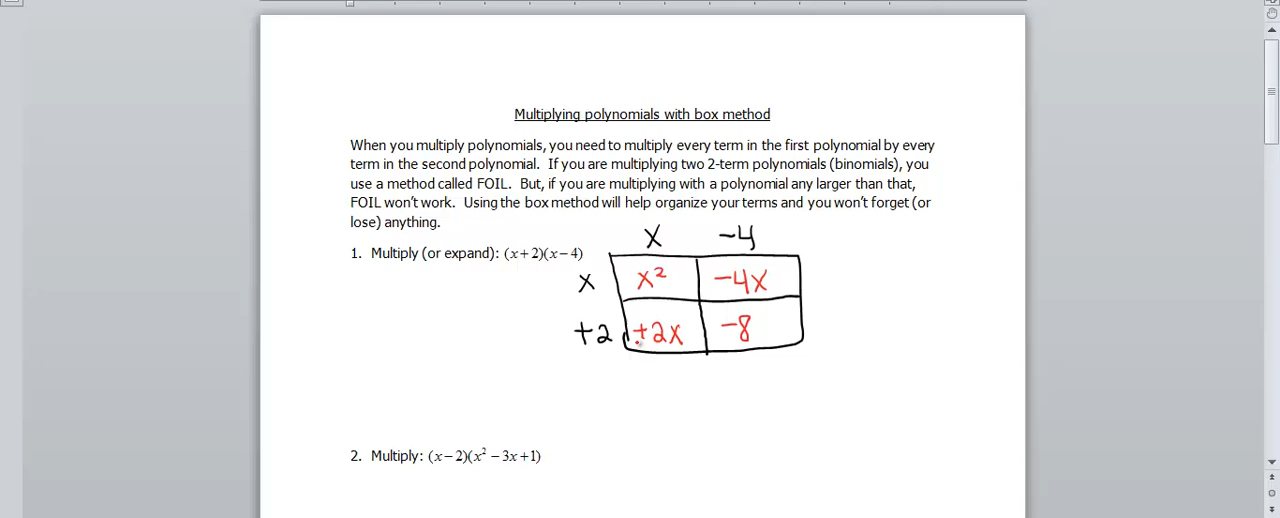 Multiplying polynomials with box method
When you multiply polynomials, you need to multiply every term in the first polynomial by every
term in the second polynomial.  If you are multiplying two 2-term polynomials (binomials), you
use a method called FOIL.  But, if you are multiplying with a polynomial any larger than that,
FOIL won't work.  Using the box method will help organize your terms and you won't forget (or
lose) anything.
x -4
1. Multiply (or expand): (x+2)(x−4)
x x² -4x
+2 +2x -8
2. Multiply: (x−2)(x² −3x+1)